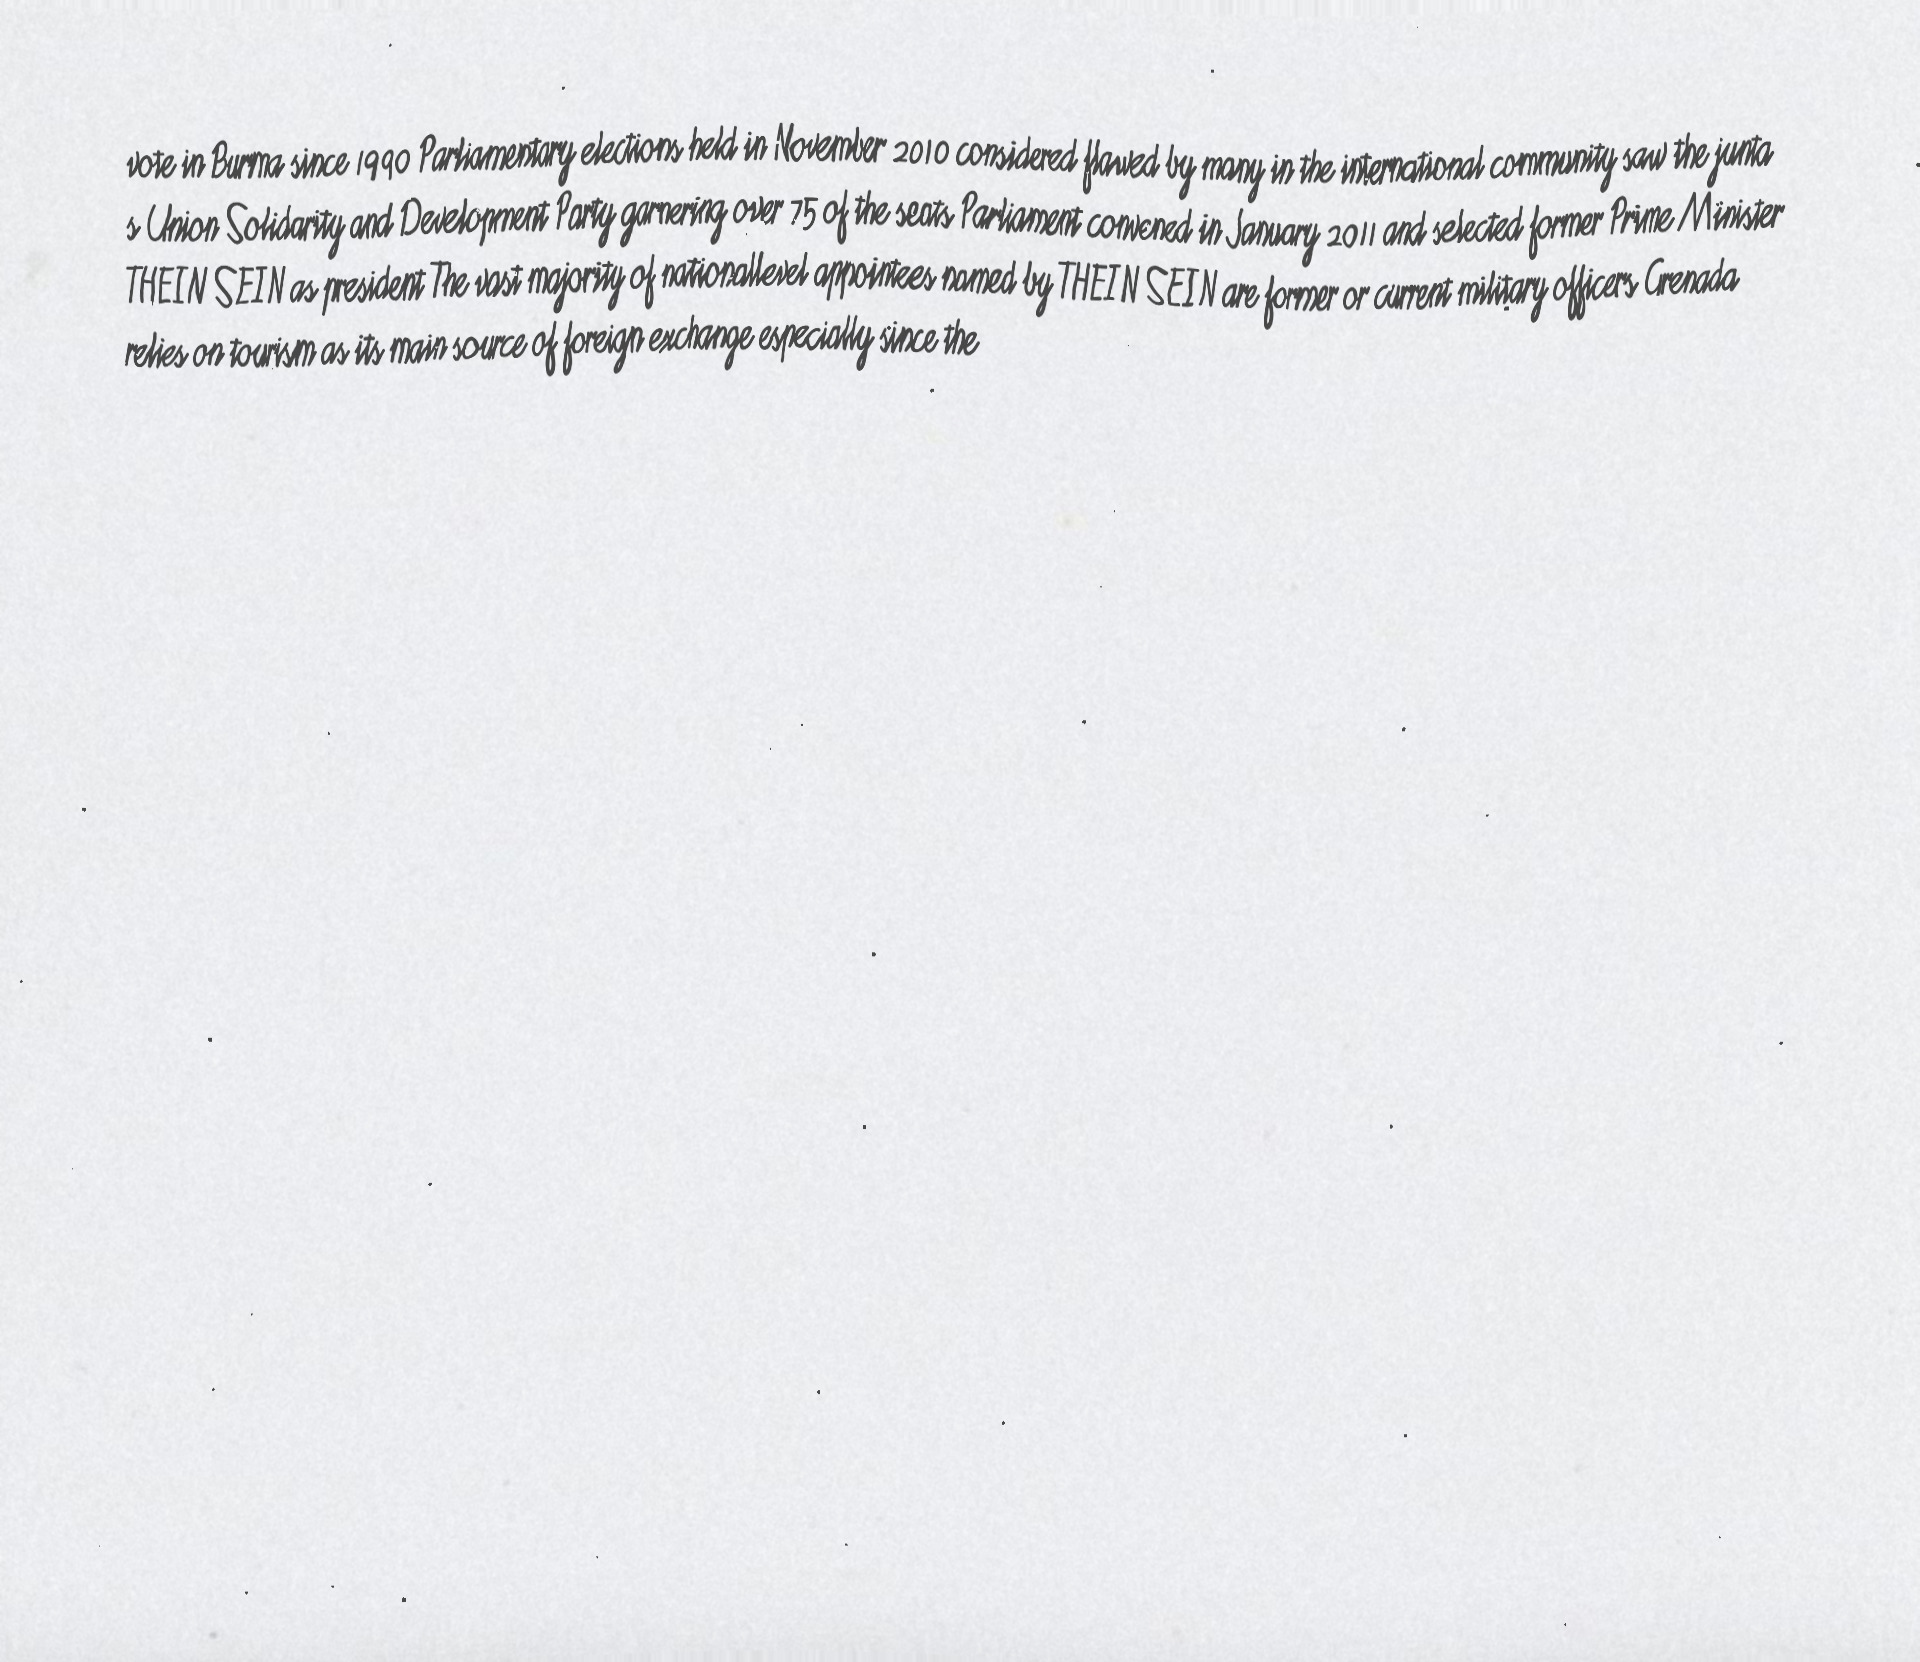 vote in Burma since 1990 Parliamentary elections held in November 2010 considered flawed by many in the international community saw the junta
s Union Solidarity and Development Party garnering over 75 of the seats Parliament convened in January 2011 and selected former Prime Minister
THEIN SEIN as president The vast majority of nationallevel appointees named by THEIN SEIN are former or current military officers Grenada
relies on tourism as its main source of foreign exchange especially since the